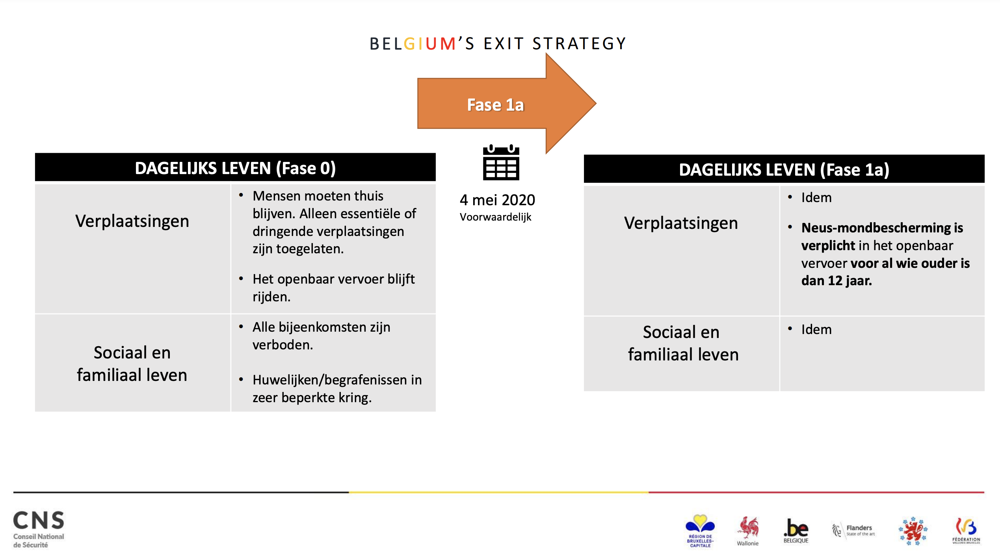 BELGIUM’S EXIT STRATEGY
Fase 1a
DAGELIJKS LEVEN (Fase 0)
Verplaatsingen
• Mensen moeten thuis
blijven. Alleen essentiële of
dringende verplaatsingen
zijn toegelaten.
• Het openbaar vervoer blijft
rijden.
Sociaal en
familiaal leven
• Alle bijeenkomsten zijn
verboden.
• Huwelijken/begrafenissen in
zeer beperkte kring.
4 mei 2020
Voorwaardelijk
DAGELIJKS LEVEN (Fase 1a)
Verplaatsingen
• Idem
• Neus-mondbescherming is
verplicht in het openbaar
vervoer voor al wie ouder is
dan 12 jaar.
Sociaal en
familiaal leven
• Idem
CNS
Conseil National
de Sécurité
RÉGION DE
BRUXELLES-
CAPITALE
Wallonie
.be
BELGIQUE
Flanders
State of the art
FÉDÉRATION
WALLONIE-BRUXELLES